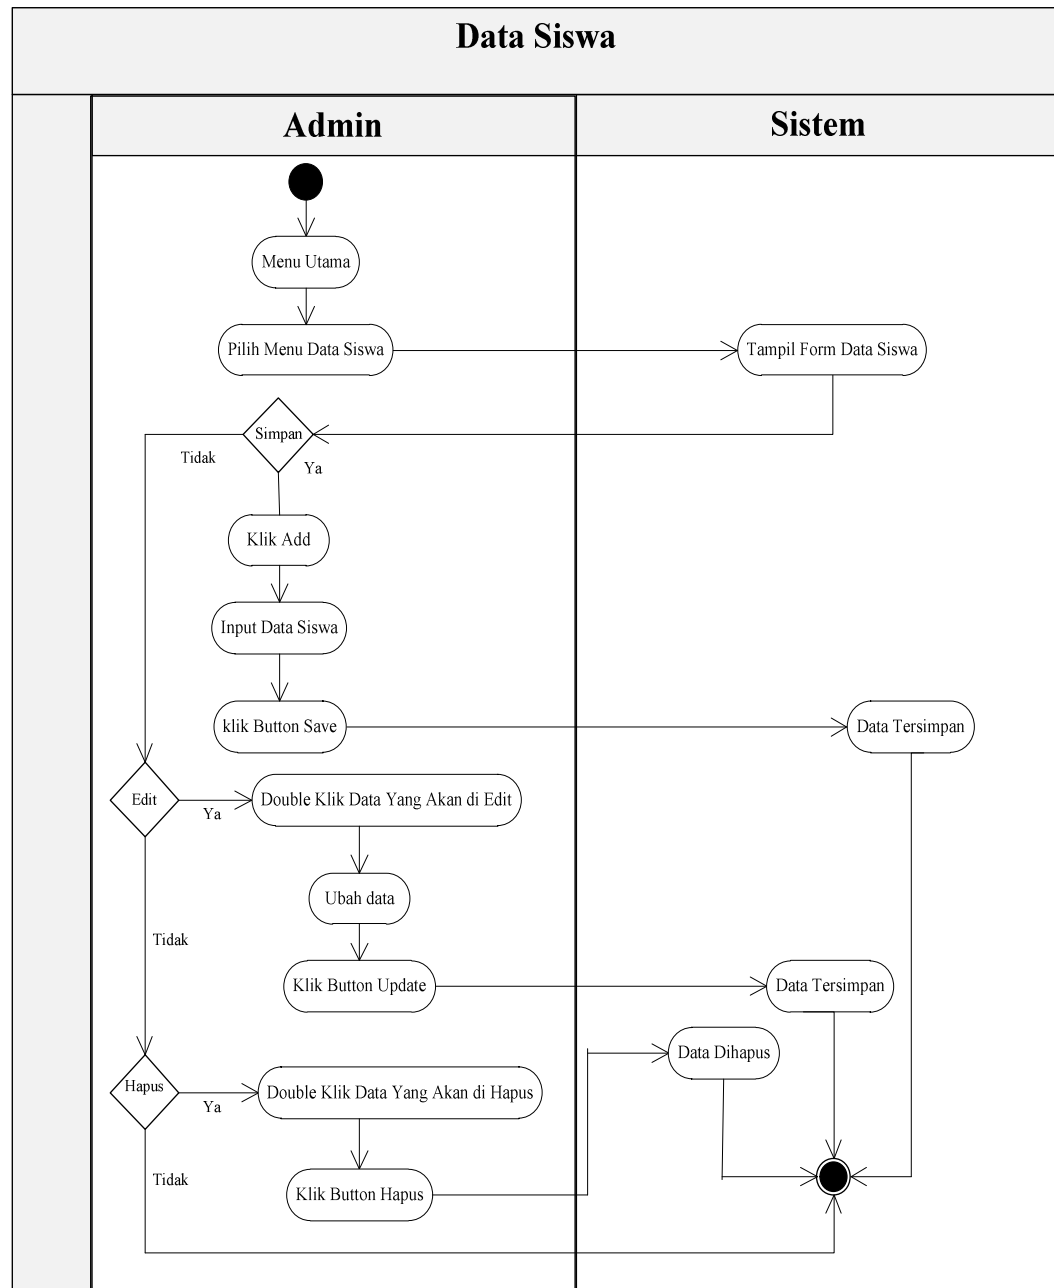 Data Siswa
Admin
Sistem
Menu Utama
Pilih Menu Data Siswa
Tampil Form Data Siswa
Simpan
Tidak
Ya
Klik Add
Input Data Siswa
klik Button Save
Data Tersimpan
Edit
Ya
Double Klik Data Yang Akan di Edit
Ubah data
Tidak
Klik Button Update
Data Tersimpan
Data Dihapus
Hapus
Ya
Double Klik Data Yang Akan di Hapus
Tidak
Klik Button Hapus